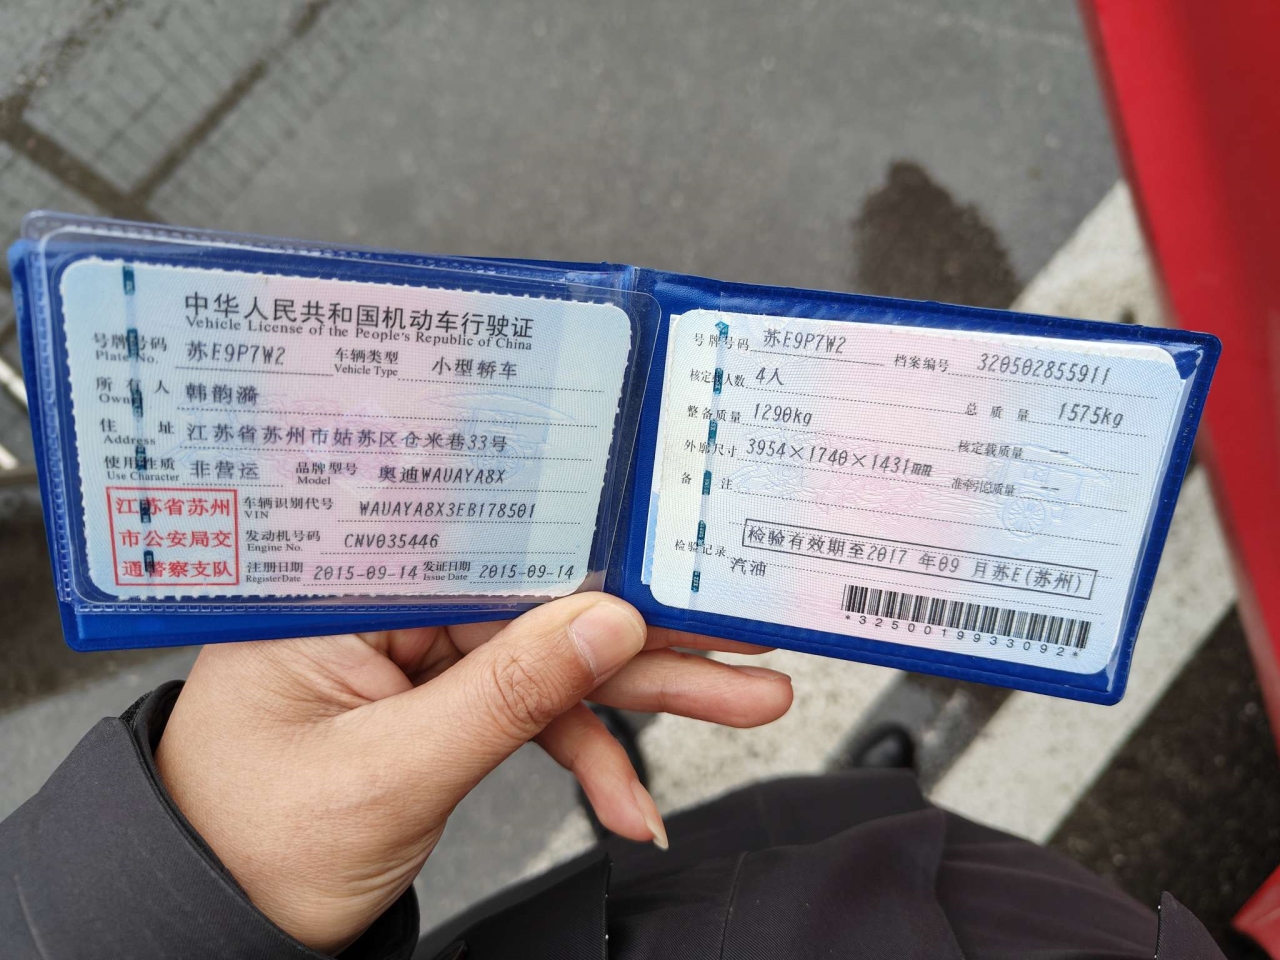 中华人民共和国机动车行驶证
Vehicle License of the People's Republic of China
号牌号码 苏E9P7W2 车辆类型 小型轿车
Plate No. Vehicle Type
所有人 韩韵漪
Owner
住址 江苏省苏州市姑苏区仓米巷33号
Address
使用性质 非营运 品牌型号 奥迪WAUAYA8X
Use Character Model
江苏省苏州
市公安局交
通警察支队
车辆识别代号 WAUAYA8X3EB178501
VIN
发动机号码 CNV035446
Engine No.
注册日期 2015-09-14 发证日期 2015-09-14
Register Date Issue Date
号牌号码 苏E9P7W2 档案编号 320502855911
核定载人数 4人 总质量 1575kg
整备质量 1290kg 核定载质量 --
外廓尺寸 3954×1740×1431mm 准牵引总质量 --
备注
检验有效期至2017年09月苏E(苏州)
检验记录
汽油
*3250019933092*